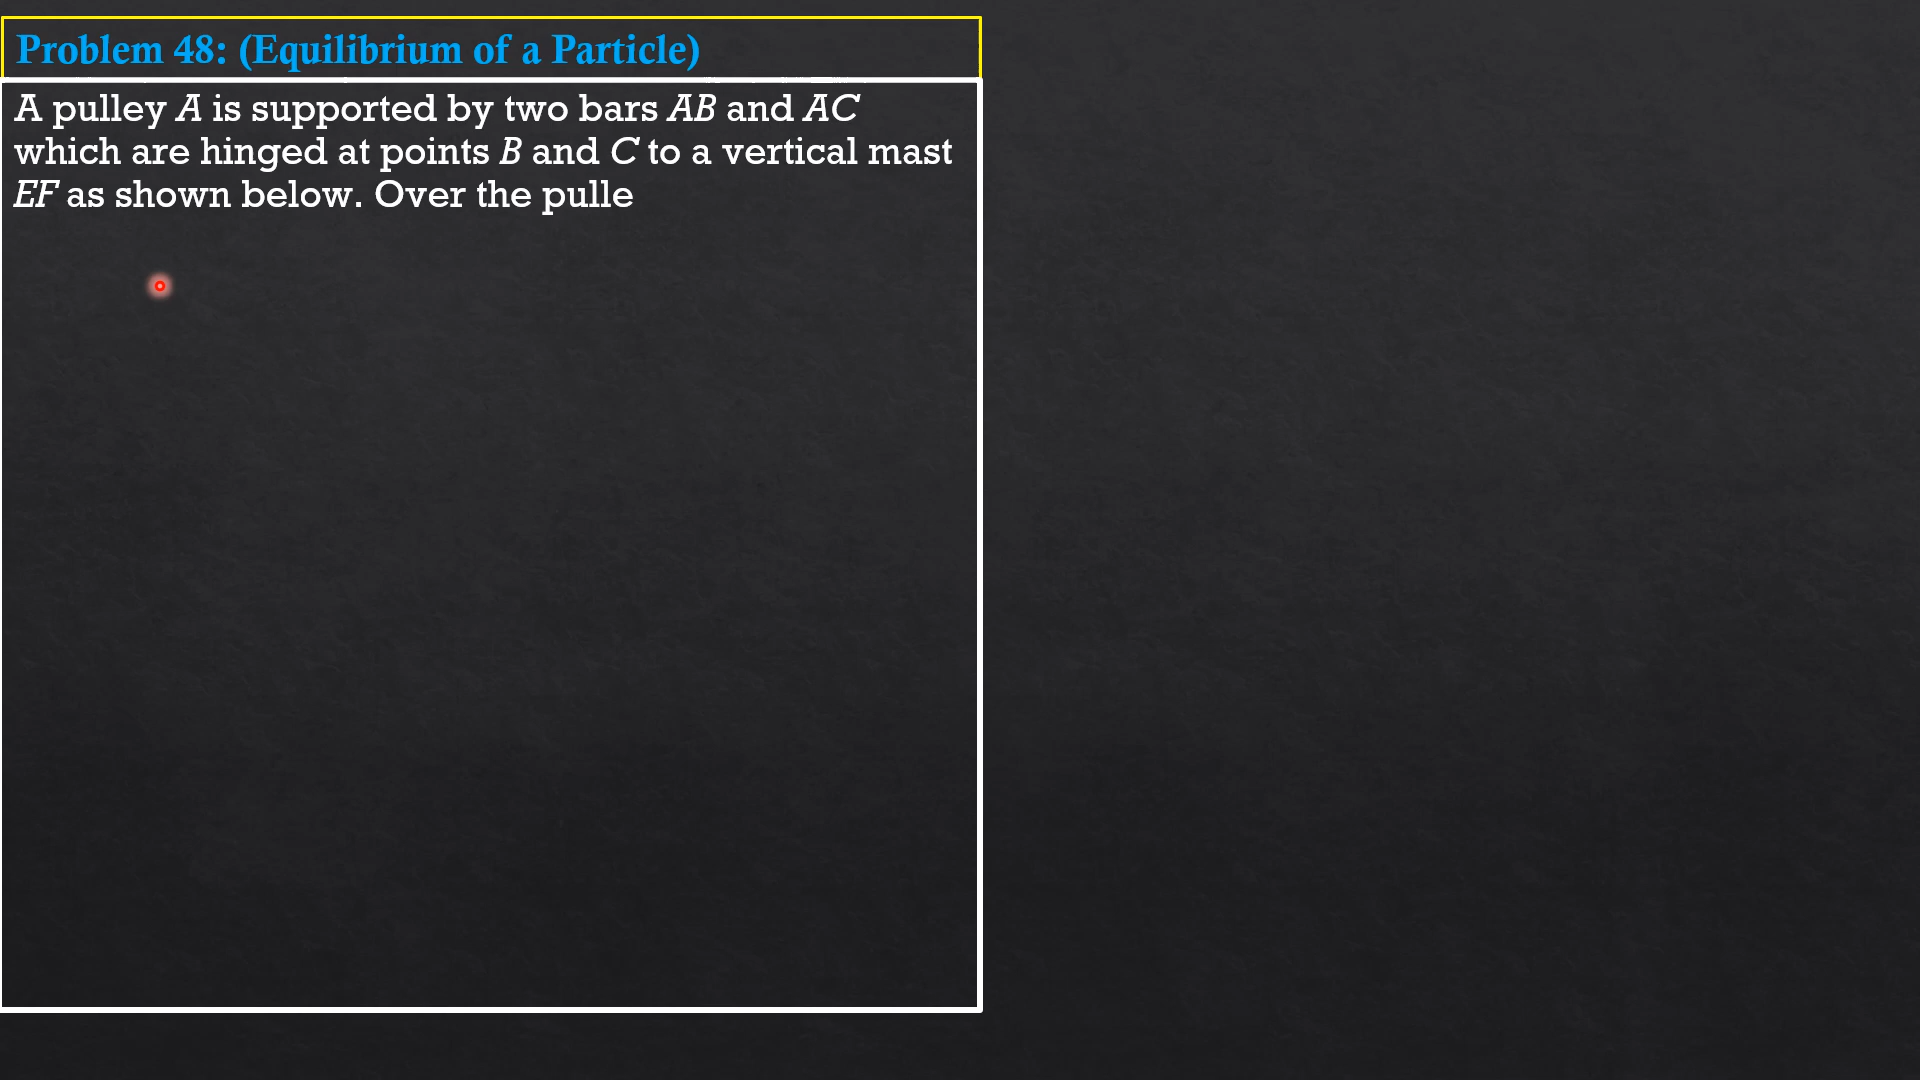 Problem 48: (Equilibrium of a Particle)
A pulley A is supported by two bars AB and AC
which are hinged at points B and C to a vertical mast
EF as shown below. Over the pulle